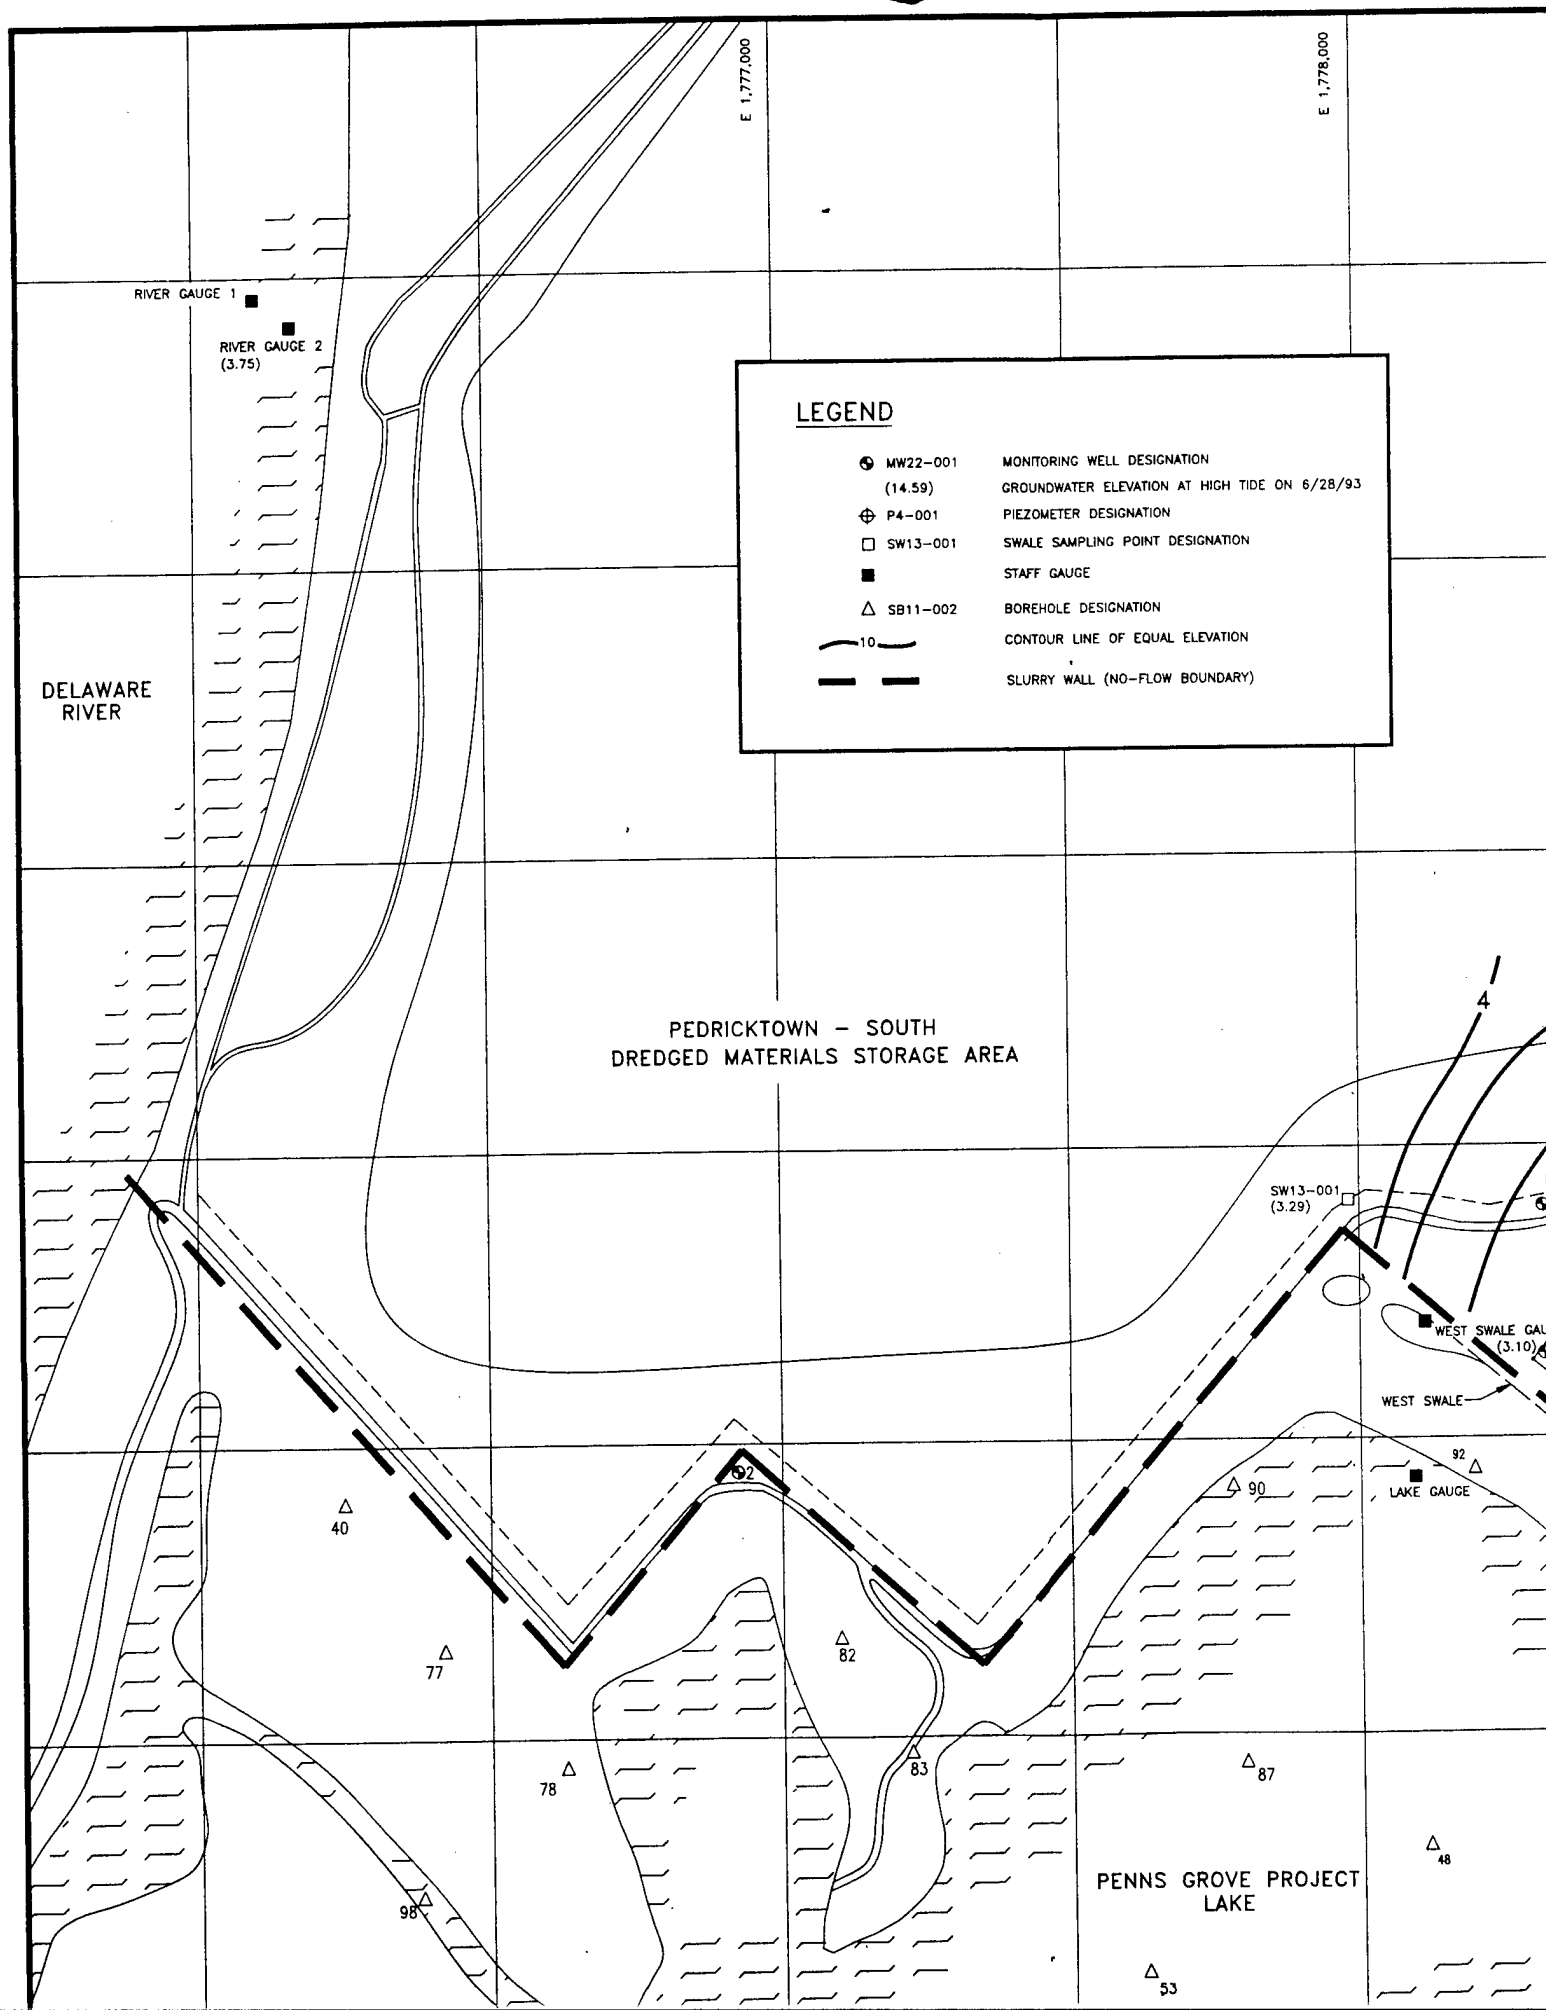 E 1,777,000
E 1,778,000
RIVER GAUGE 1
RIVER GAUGE 2
(3.75)
LEGEND
MW22-001 MONITORING WELL DESIGNATION
(14.59) GROUNDWATER ELEVATION AT HIGH TIDE ON 6/28/93
P4-001 PIEZOMETER DESIGNATION
SW13-001 SWALE SAMPLING POINT DESIGNATION
STAFF GAUGE
SB11-002 BOREHOLE DESIGNATION
10 CONTOUR LINE OF EQUAL ELEVATION
SLURRY WALL (NO-FLOW BOUNDARY)
DELAWARE
RIVER
4
PEDRICKTOWN - SOUTH
DREDGED MATERIALS STORAGE AREA
SW13-001
(3.29)
WEST SWALE GAU
(3.10)
WEST SWALE
92
2
90
LAKE GAUGE
40
82
77
83
78
87
48
PENNS GROVE PROJECT
LAKE
98
53